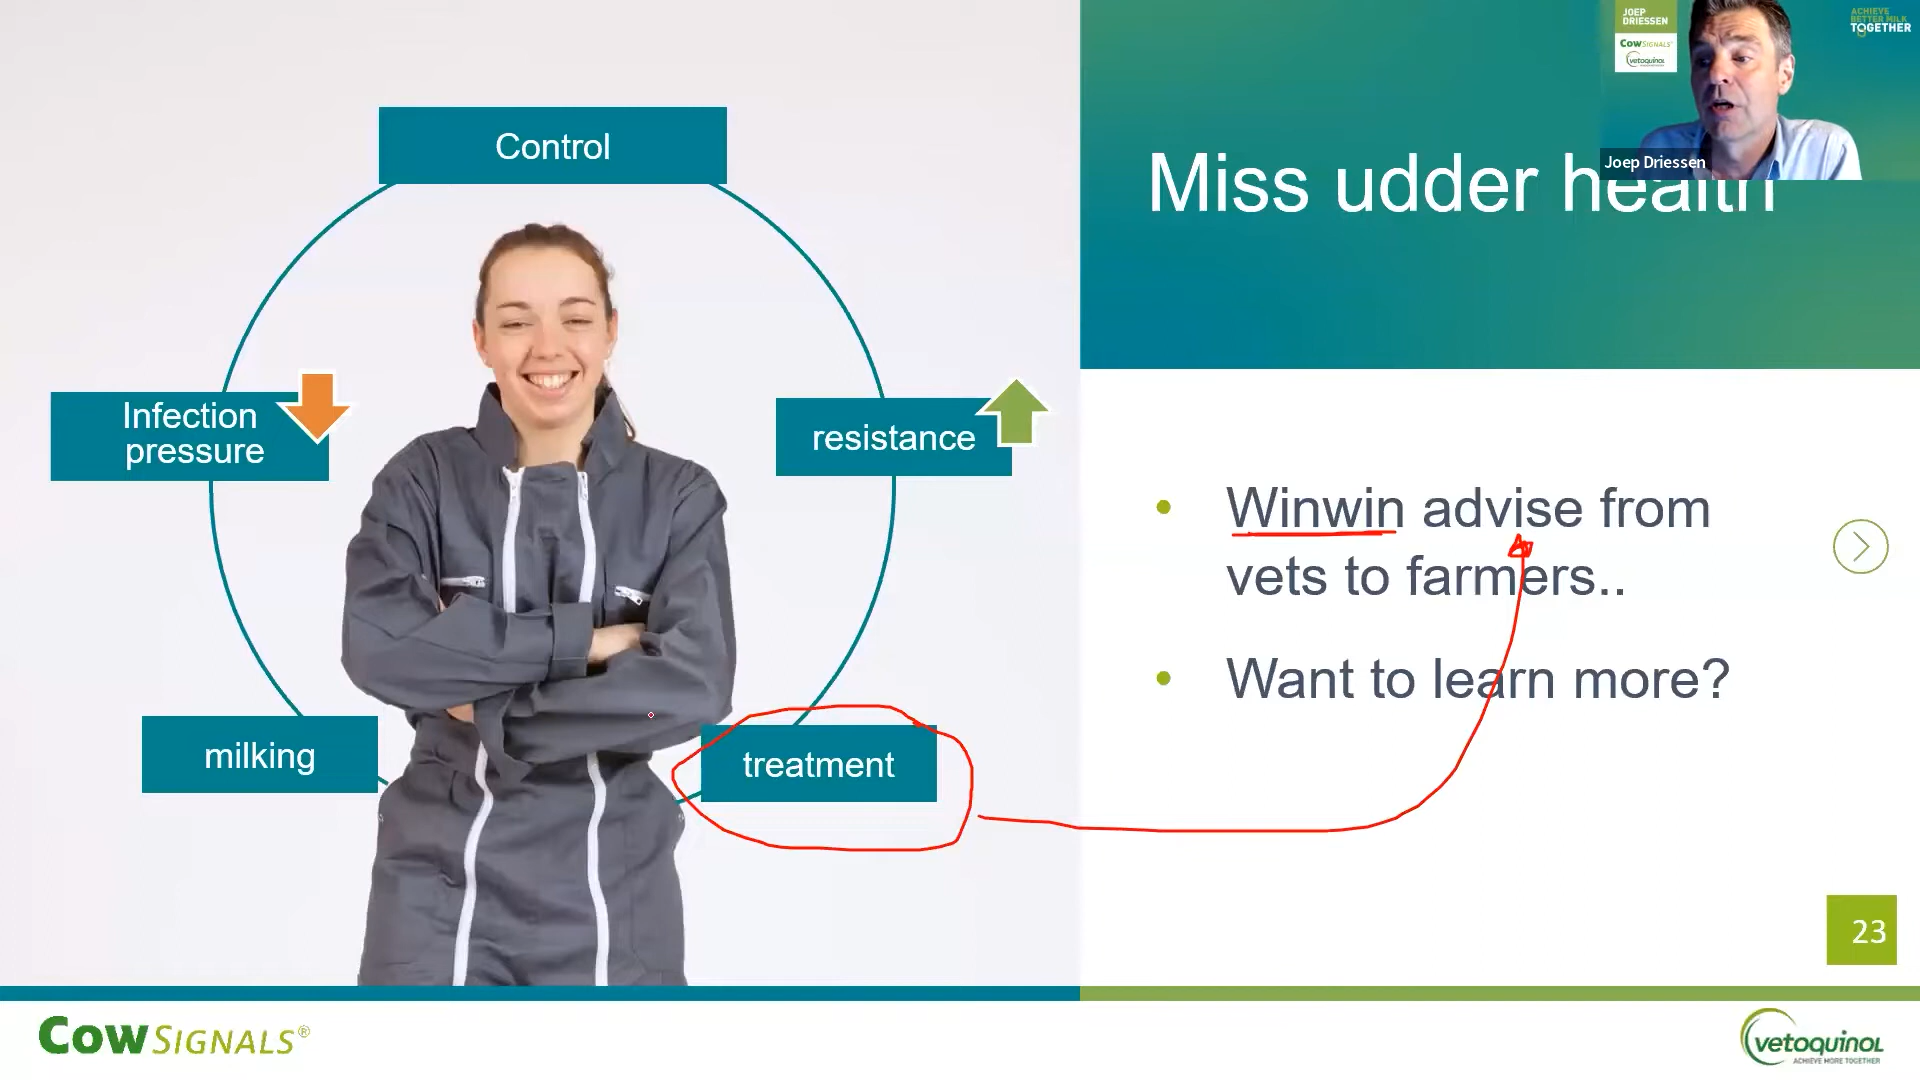 Control
Infection
pressure
resistance
milking
treatment
Miss udder health
JOEP
DRIESSEN
CowSIGNALS®
vetoquinol
Joep Driessen
ACHIEVE
BETTER MILK
TOGETHER
Winwin advise from
vets to farmers..
Want to learn more?
23
CowSIGNALS®
vetoquinol
ACHIEVE MORE TOGETHER